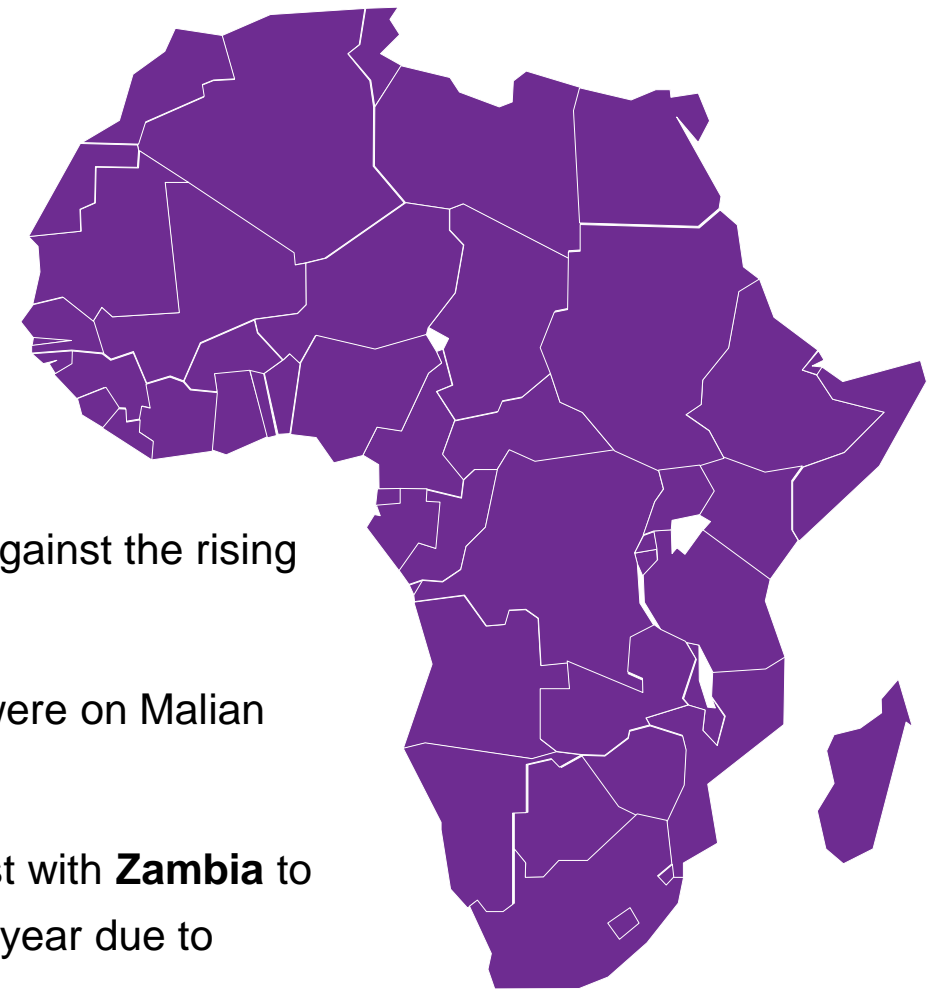 gainst the rising
were on Malian
st with Zambia to
year due to